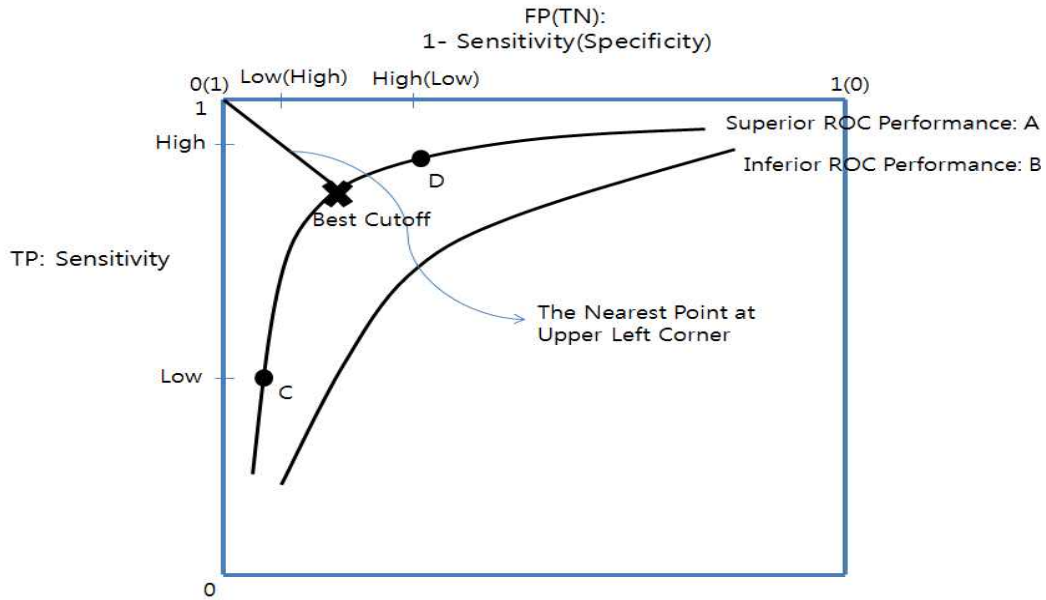 FP(TN):
1- Sensitivity(Specificity)
0(1) Low(High) High(Low) 1(0)
1
High
Superior ROC Performance: A
Inferior ROC Performance: B
D
Best Cutoff
TP: Sensitivity
The Nearest Point at
Upper Left Corner
Low
C
0